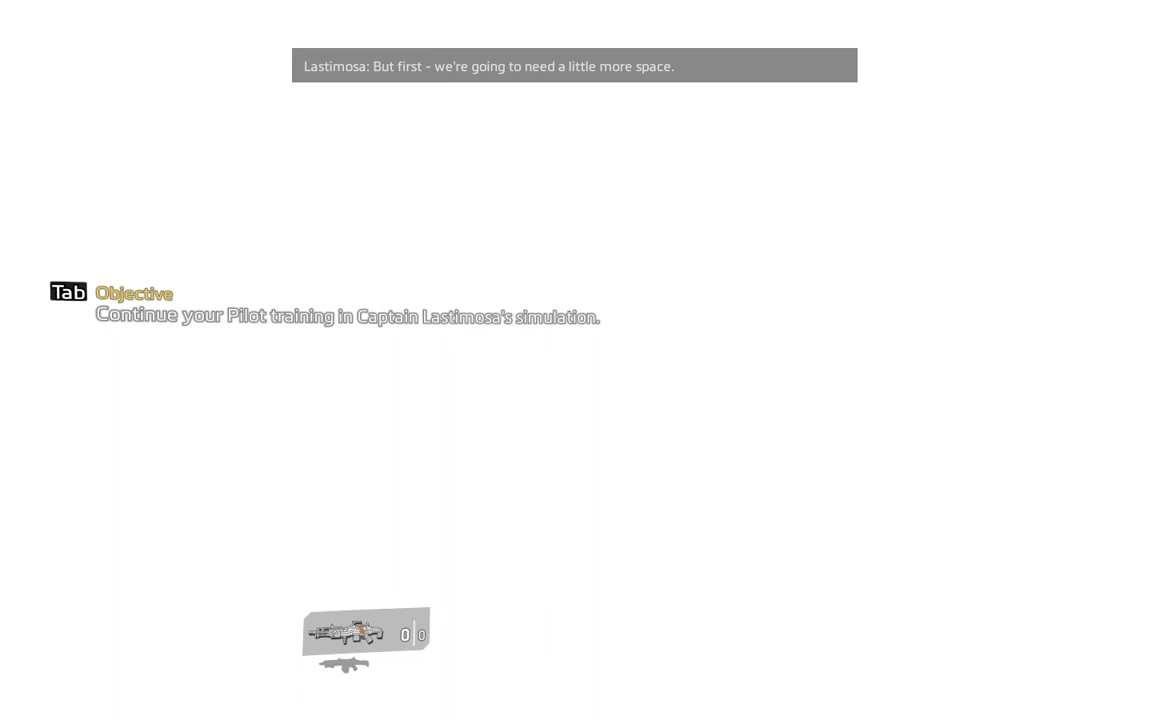 Lastimosa: But first - we're going to need a little more space.
Tab Objective
Continue your Pilot training in Captain Lastimosa's simulation.
0 0